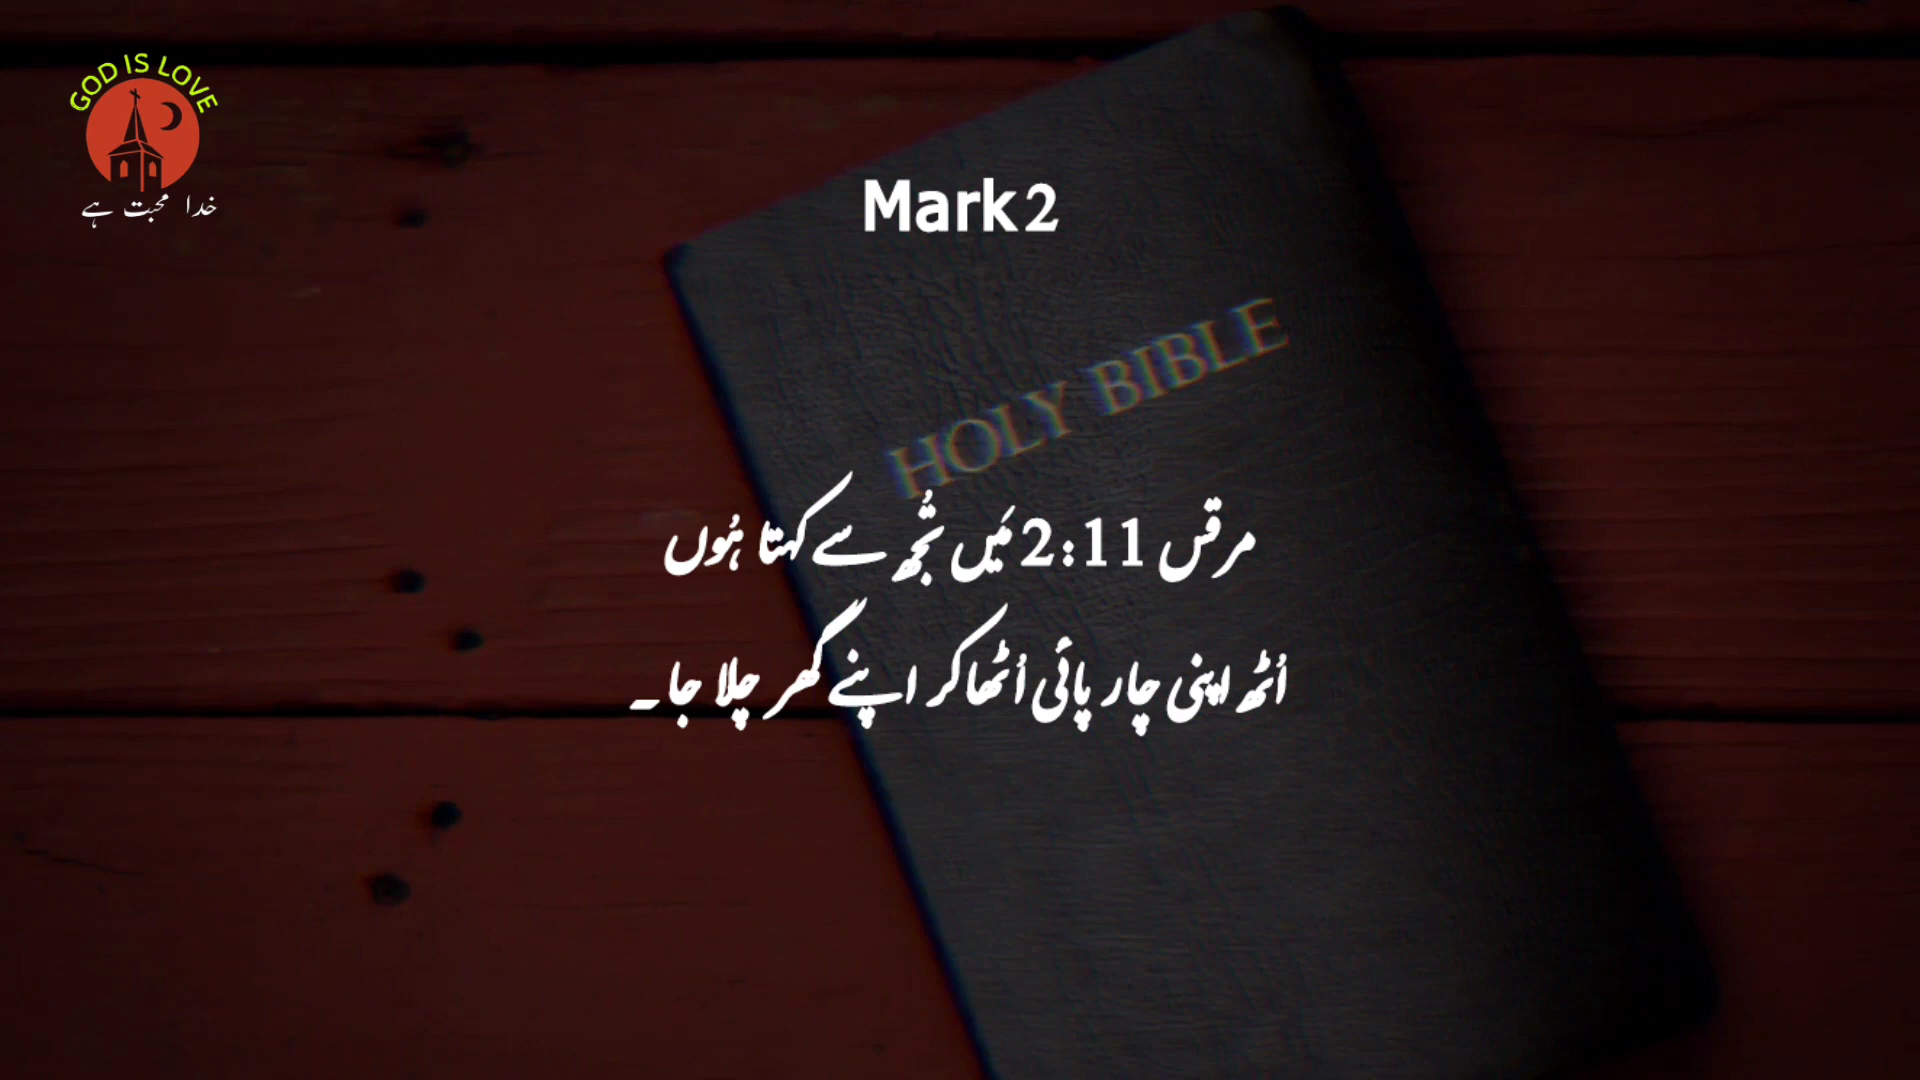 GOD IS LOVE
خدا محبت ہے
Mark 2
HOLY BIBLE
مرقس 2:11 مَیں تُجھ سے کہتا ہُوں
اُٹھ اپنی چار پائی اُٹھا کر اپنے گھر چلا جا۔